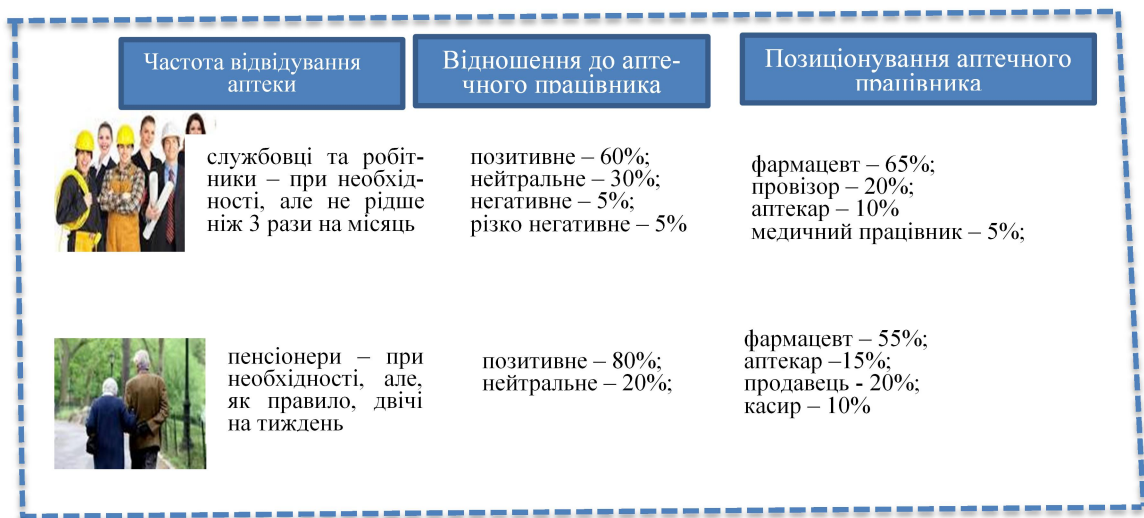 Частота відвідування
аптеки
Відношення до апте-
чного працівника
Позиціонування аптечного
працівника
службовці та робіт-
ники – при необхід-
ності, але не рідше
ніж 3 рази на місяць
позитивне – 60%;
нейтральне – 30%;
негативне – 5%;
різко негативне – 5%
фармацевт – 65%;
провізор – 20%;
аптекар – 10%
медичний працівник – 5%;
пенсіонери – при
необхідності, але,
як правило, двічі
на тиждень
позитивне – 80%;
нейтральне – 20%;
фармацевт – 55%;
аптекар –15%;
продавець - 20%;
касир – 10%